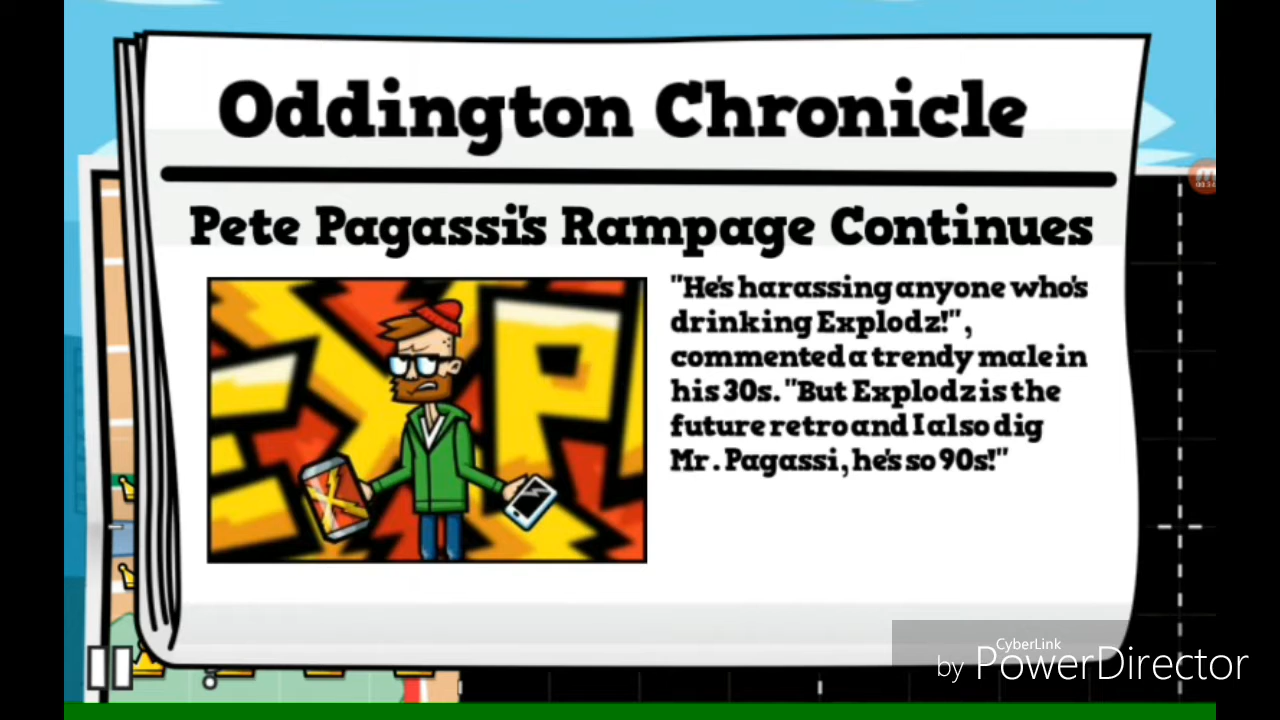 Oddington Chronicle
Pete Pagassi's Rampage Continues
"He's harassing anyone who's
drinking Explodz!",
commented a trendy male in
his 30s. "But Explodz is the
future retro and I also dig
Mr. Pagassi, he's so 90s!"
EXPL
CyberLink
by PowerDirector